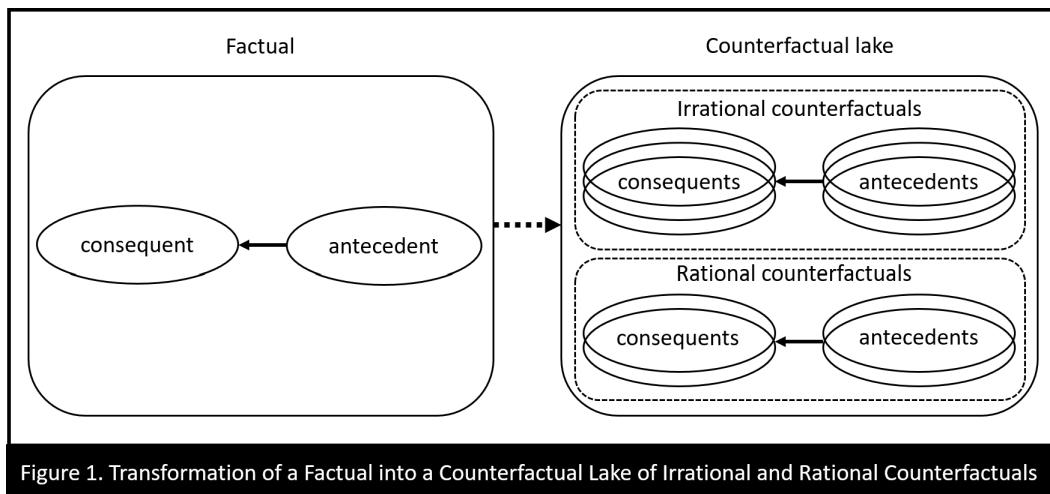 Factual
consequent
antecedent
Counterfactual lake
Irrational counterfactuals
consequents
antecedents
Rational counterfactuals
consequents
antecedents
Figure 1. Transformation of a Factual into a Counterfactual Lake of Irrational and Rational Counterfactuals